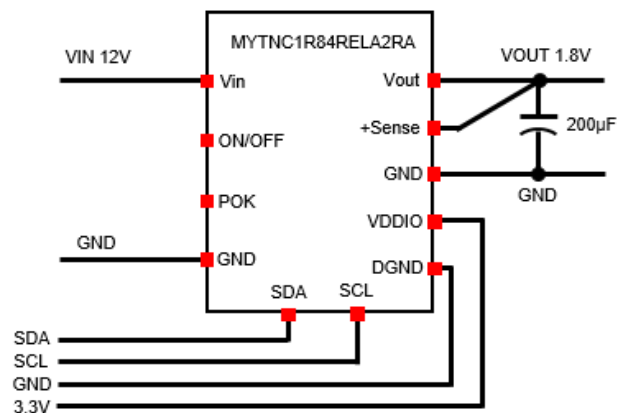 MYTNC1R84RELA2RA
VIN 12V
VOUT 1.8V
Vin
Vout
+Sense
200µF
ON/OFF
GND
POK
GND
VDDIO
GND
GND
DGND
SDA
SCL
SDA
SCL
GND
3.3V